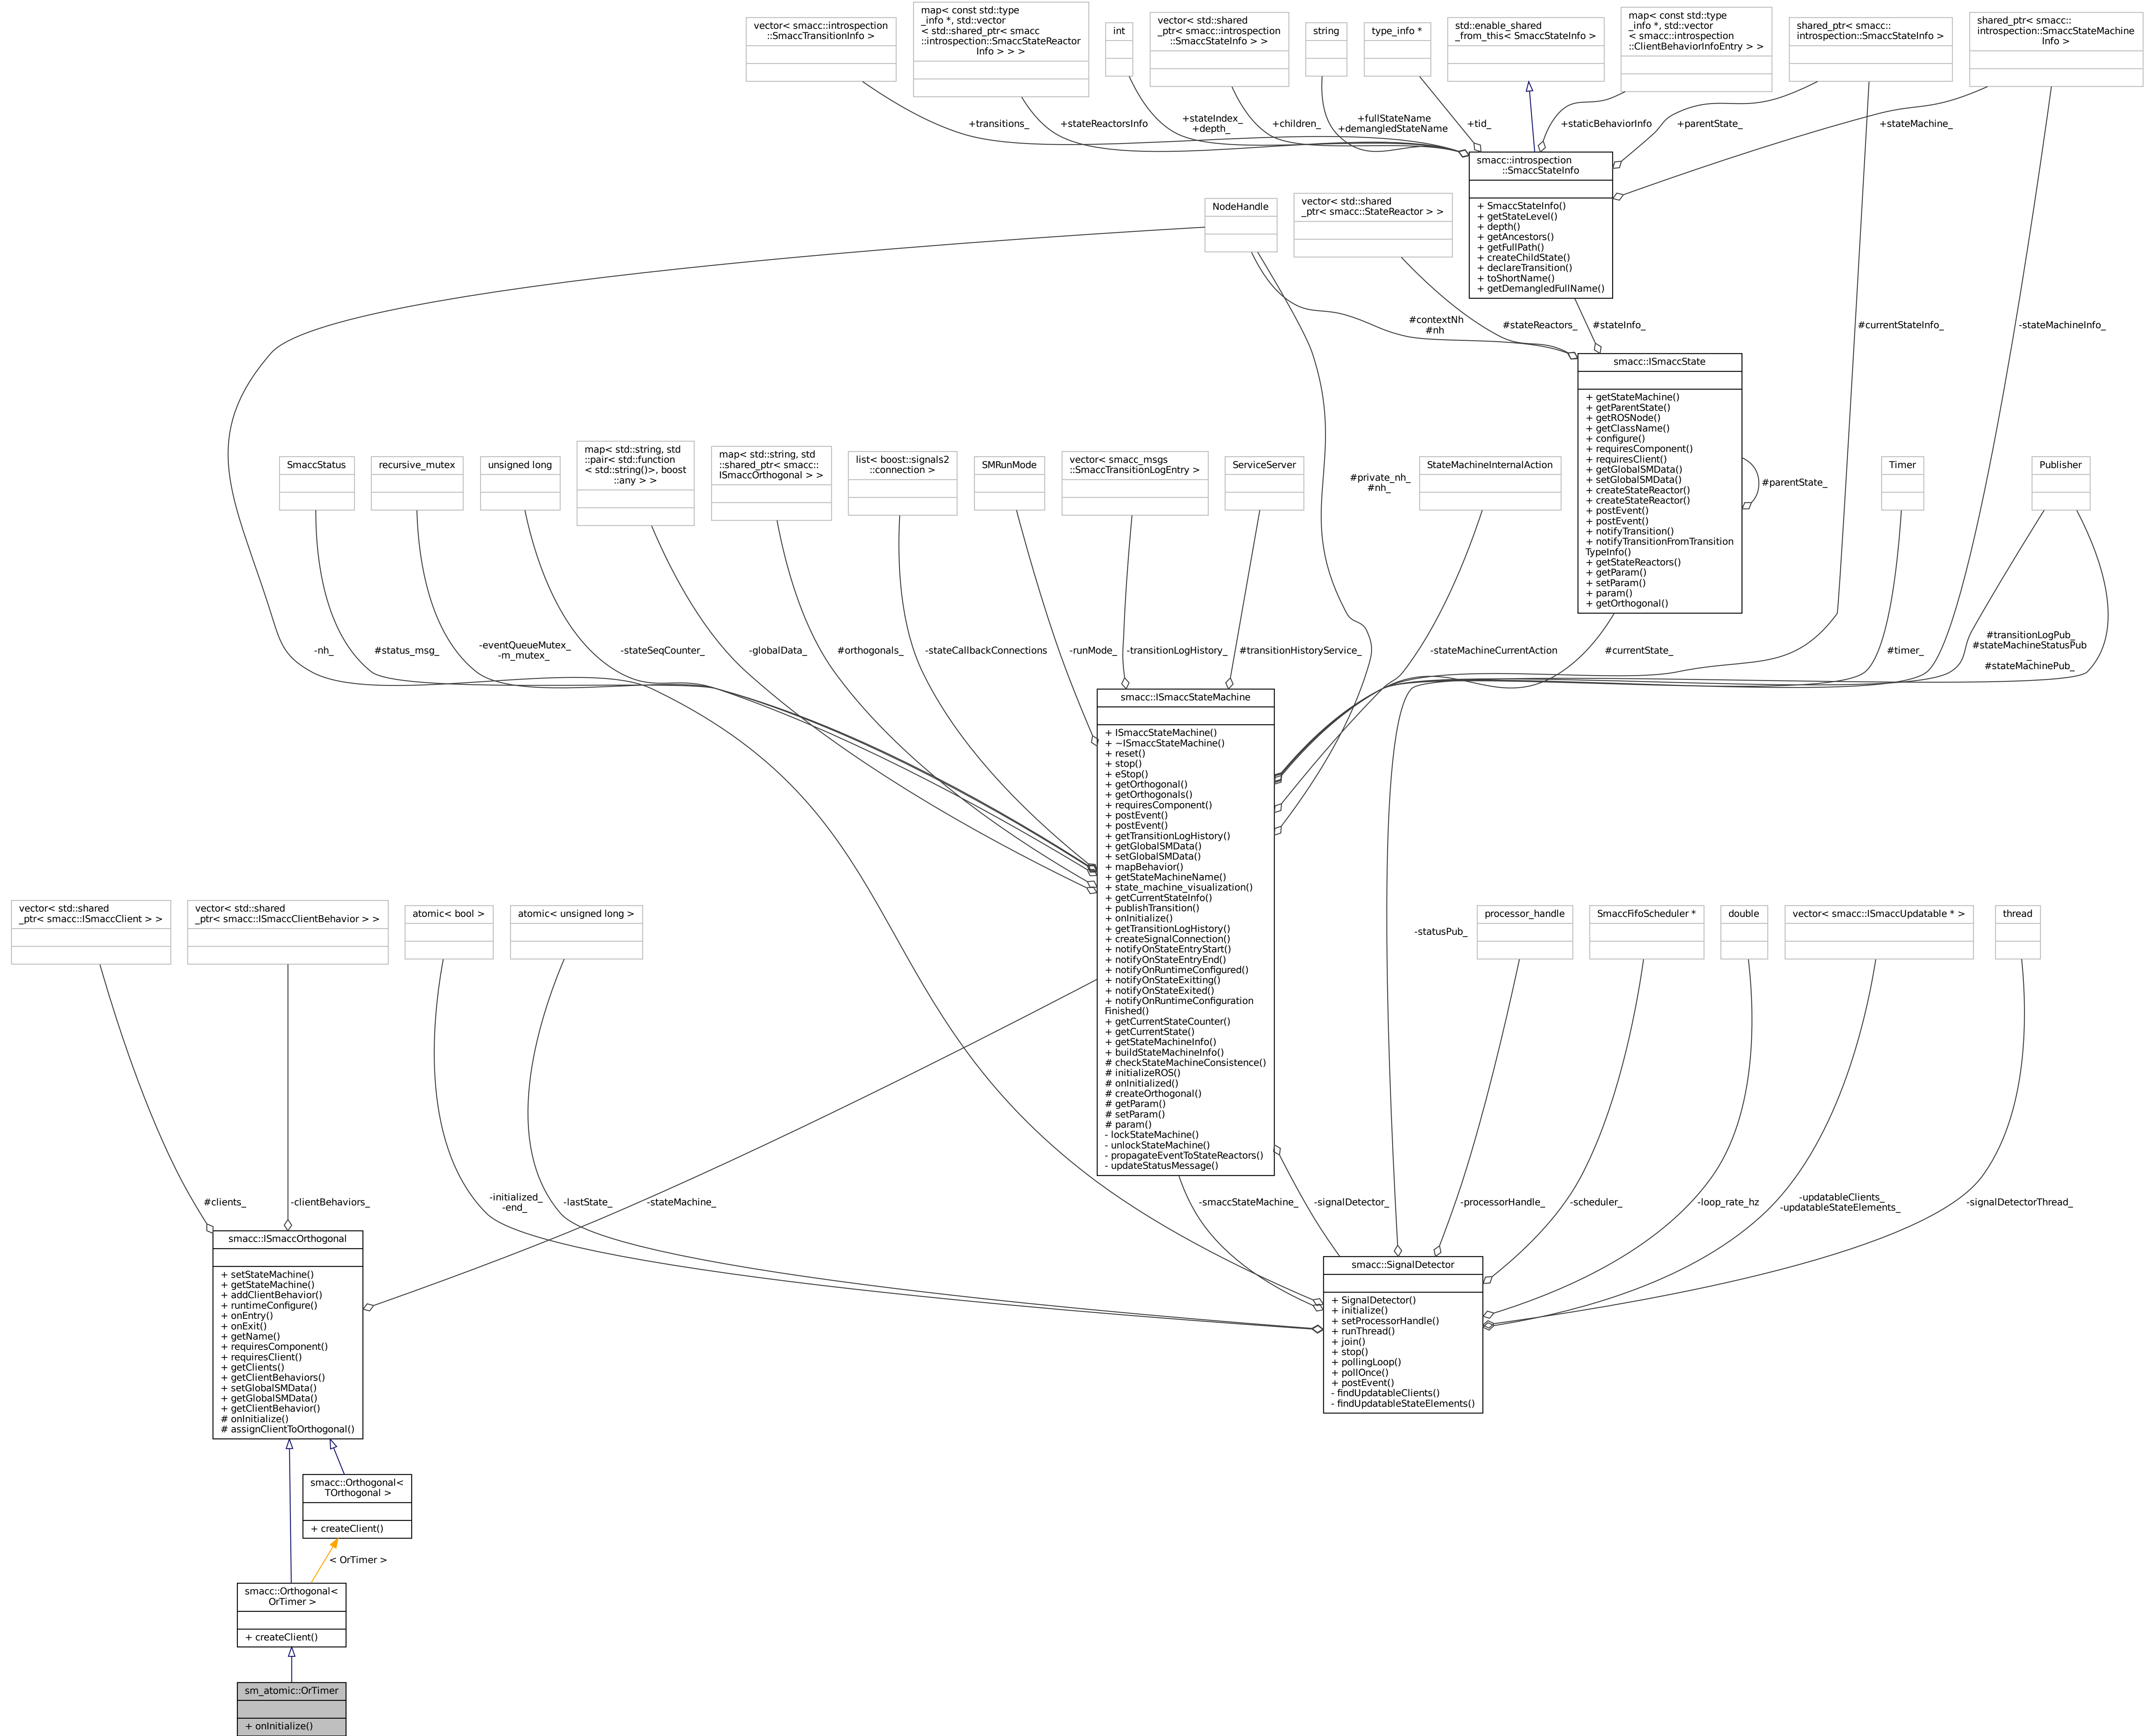 vector< smacc::introspection
::SmaccTransitionInfo >
map< const std::type
_info *, std::vector
< std::shared_ptr< smacc
::introspection::SmaccStateReactor
Info > > >
int
vector< std::shared
_ptr< smacc::introspection
::SmaccStateInfo > >
string
type_info *
std::enable_shared
_from_this< SmaccStateInfo >
map< const std::type
_info *, std::vector
< smacc::introspection
::ClientBehaviorInfoEntry > >
shared_ptr< smacc::
introspection::SmaccStateInfo >
shared_ptr< smacc::
introspection::SmaccStateMachine
Info >
+transitions_
+stateReactorsInfo
+stateIndex_
+depth_
+children_
+fullStateName
+demangledStateName
+tid_
+staticBehaviorInfo
+parentState_
+stateMachine_
smacc::introspection
::SmaccStateInfo
+ SmaccStateInfo()
+ getStateLevel()
+ depth()
+ getAncestors()
+ getFullPath()
+ createChildState()
+ declareTransition()
+ toShortName()
+ getDemangledFullName()
NodeHandle
vector< std::shared
_ptr< smacc::StateReactor > >
#contextNh
#nh
#stateReactors_
#stateInfo_
#currentStateInfo_
-stateMachineInfo_
smacc::ISmaccState
+ getStateMachine()
+ getParentState()
+ getROSNode()
+ getClassName()
+ configure()
+ requiresComponent()
+ requiresClient()
+ getGlobalSMData()
+ setGlobalSMData()
+ createStateReactor()
+ createStateReactor()
+ postEvent()
+ postEvent()
+ notifyTransition()
+ notifyTransitionFromTransition
TypeInfo()
+ getStateReactors()
+ getParam()
+ setParam()
+ param()
+ getOrthogonal()
#parentState_
SmaccStatus
recursive_mutex
unsigned long
map< std::string, std
::pair< std::function
< std::string()>, boost
::any > >
map< std::string, std
::shared_ptr< smacc::
ISmaccOrthogonal > >
list< boost::signals2
::connection >
SMRunMode
vector< smacc_msgs
::SmaccTransitionLogEntry >
ServiceServer
#private_nh_
#nh_
StateMachineInternalAction
Timer
Publisher
-nh_
#status_msg_
-eventQueueMutex_
-m_mutex_
-stateSeqCounter_
-globalData_
#orthogonals_
-stateCallbackConnections
-runMode_
-transitionLogHistory_
#transitionHistoryService_
-stateMachineCurrentAction
#currentState_
#timer_
#transitionLogPub_
#stateMachineStatusPub
_
#stateMachinePub_
smacc::ISmaccStateMachine
+ ISmaccStateMachine()
+ ~ISmaccStateMachine()
+ reset()
+ stop()
+ eStop()
+ getOrthogonal()
+ getOrthogonals()
+ requiresComponent()
+ postEvent()
+ postEvent()
+ getTransitionLogHistory()
+ getGlobalSMData()
+ setGlobalSMData()
+ mapBehavior()
+ getStateMachineName()
+ state_machine_visualization()
+ getCurrentStateInfo()
+ publishTransition()
+ onInitialize()
+ getTransitionLogHistory()
+ createSignalConnection()
+ notifyOnStateEntryStart()
+ notifyOnStateEntryEnd()
+ notifyOnRuntimeConfigured()
+ notifyOnStateExitting()
+ notifyOnStateExited()
+ notifyOnRuntimeConfiguration
Finished()
+ getCurrentStateCounter()
+ getCurrentState()
+ getStateMachineInfo()
+ buildStateMachineInfo()
# checkStateMachineConsistence()
# initializeROS()
# onInitialized()
# createOrthogonal()
# getParam()
# setParam()
# param()
- lockStateMachine()
- unlockStateMachine()
- propagateEventToStateReactors()
- updateStatusMessage()
vector< std::shared
_ptr< smacc::ISmaccClient > >
vector< std::shared
_ptr< smacc::ISmaccClientBehavior > >
atomic< bool >
atomic< unsigned long >
-statusPub_
processor_handle
SmaccFifoScheduler *
double
vector< smacc::ISmaccUpdatable * >
thread
#clients_
-clientBehaviors_
-initialized_
-end_
-lastState_
-stateMachine_
-smaccStateMachine_
-signalDetector_
-processorHandle_
-scheduler_
-loop_rate_hz
-updatableClients_
-updatableStateElements_
-signalDetectorThread_
smacc::ISmaccOrthogonal
+ setStateMachine()
+ getStateMachine()
+ addClientBehavior()
+ runtimeConfigure()
+ onEntry()
+ onExit()
+ getName()
+ requiresComponent()
+ requiresClient()
+ getClients()
+ getClientBehaviors()
+ setGlobalSMData()
+ getGlobalSMData()
+ getClientBehavior()
# onInitialize()
# assignClientToOrthogonal()
smacc::SignalDetector
+ SignalDetector()
+ initialize()
+ setProcessorHandle()
+ runThread()
+ join()
+ stop()
+ pollingLoop()
+ pollOnce()
+ postEvent()
- findUpdatableClients()
- findUpdatableStateElements()
smacc::Orthogonal<
TOrthogonal >
+ createClient()
< OrTimer >
smacc::Orthogonal<
OrTimer >
+ createClient()
sm_atomic::OrTimer
+ onInitialize()